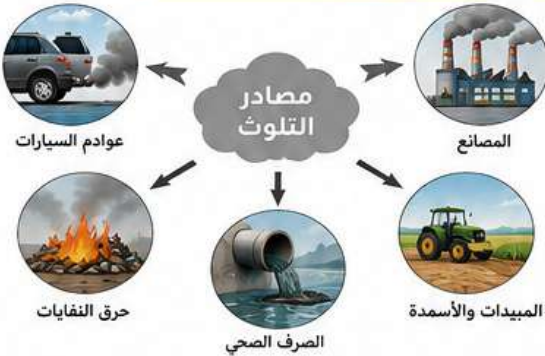 مصادر
التلوث
المصانع
عوادم السيارات
المبيدات والأسمدة
حرق النفايات
الصرف الصحي